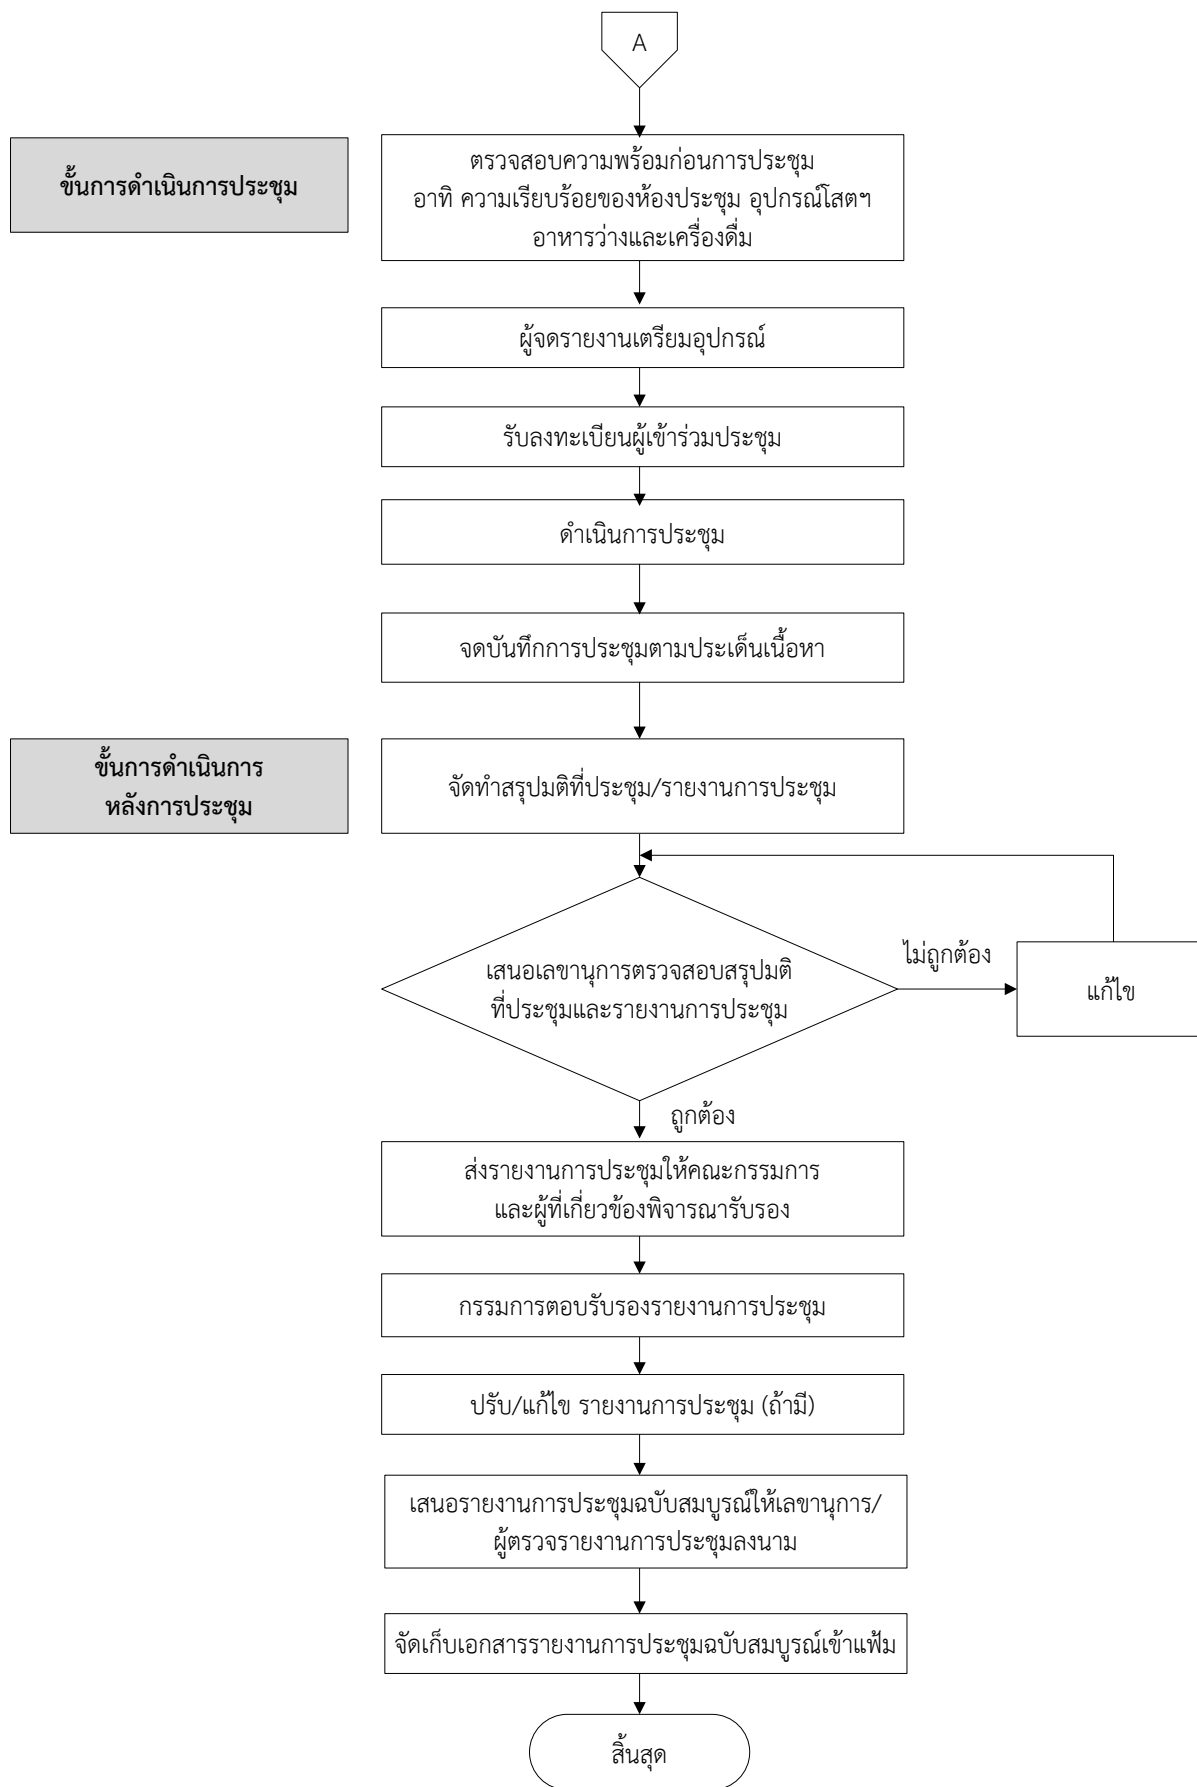 A
ขั้นการดำเนินการประชุม
ตรวจสอบความพร้อมก่อนการประชุม
อาทิ ความเรียบร้อยของห้องประชุม อุปกรณ์โสตฯ
อาหารว่างและเครื่องดื่ม
ผู้จดรายงานเตรียมอุปกรณ์
รับลงทะเบียนผู้เข้าร่วมประชุม
ดำเนินการประชุม
จดบันทึกการประชุมตามประเด็นเนื้อหา
ขั้นการดำเนินการ
หลังการประชุม
จัดทำสรุปมติที่ประชุม/รายงานการประชุม
เสนอเลขานุการตรวจสอบสรุปมติ
ที่ประชุมและรายงานการประชุม
ไม่ถูกต้อง
แก้ไข
ถูกต้อง
ส่งรายงานการประชุมให้คณะกรรมการ
และผู้ที่เกี่ยวข้องพิจารณารับรอง
กรรมการตอบรับรองรายงานการประชุม
ปรับ/แก้ไข รายงานการประชุม (ถ้ามี)
เสนอรายงานการประชุมฉบับสมบูรณ์ให้เลขานุการ/
ผู้ตรวจรายงานการประชุมลงนาม
จัดเก็บเอกสารรายงานการประชุมฉบับสมบูรณ์เข้าแฟ้ม
สิ้นสุด